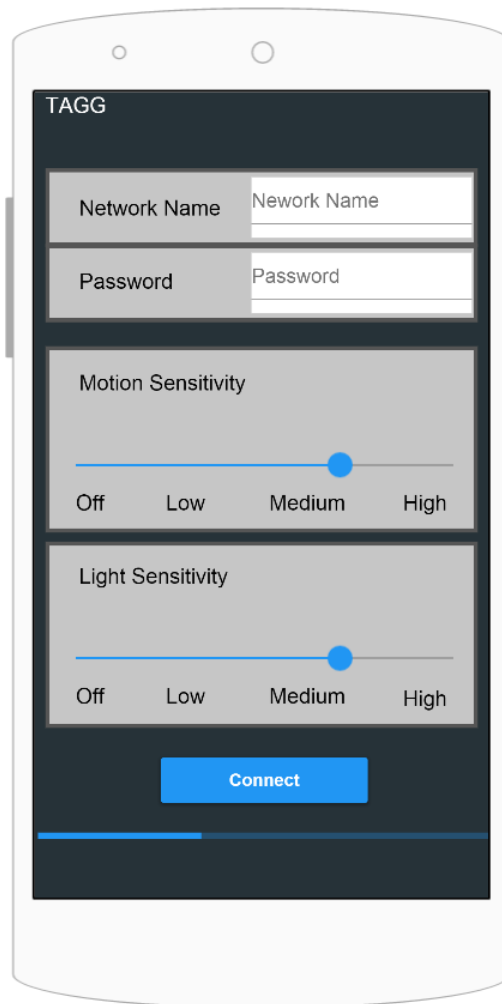 TAGG
Network Name
Nework Name
Password
Password
Motion Sensitivity
Off Low Medium High
Light Sensitivity
Off Low Medium High
Connect